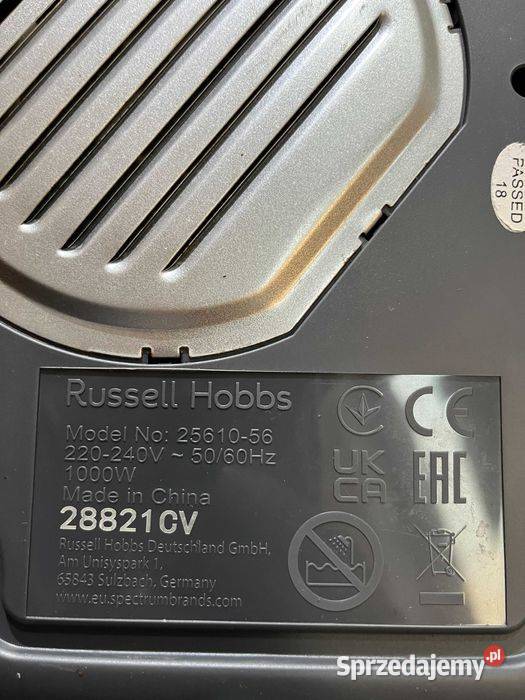 PASSED
18
Russell Hobbs
Model No: 25610-56
220-240V ~ 50/60Hz
1000W
Made in China
28821CV
Russell Hobbs Deutschland GmbH,
Am Unisyspark 1,
65843 Sulzbach, Germany
www.eu.spectrumbrands.com
CE
UK
CA
EAC
Sprzedajemy.pl